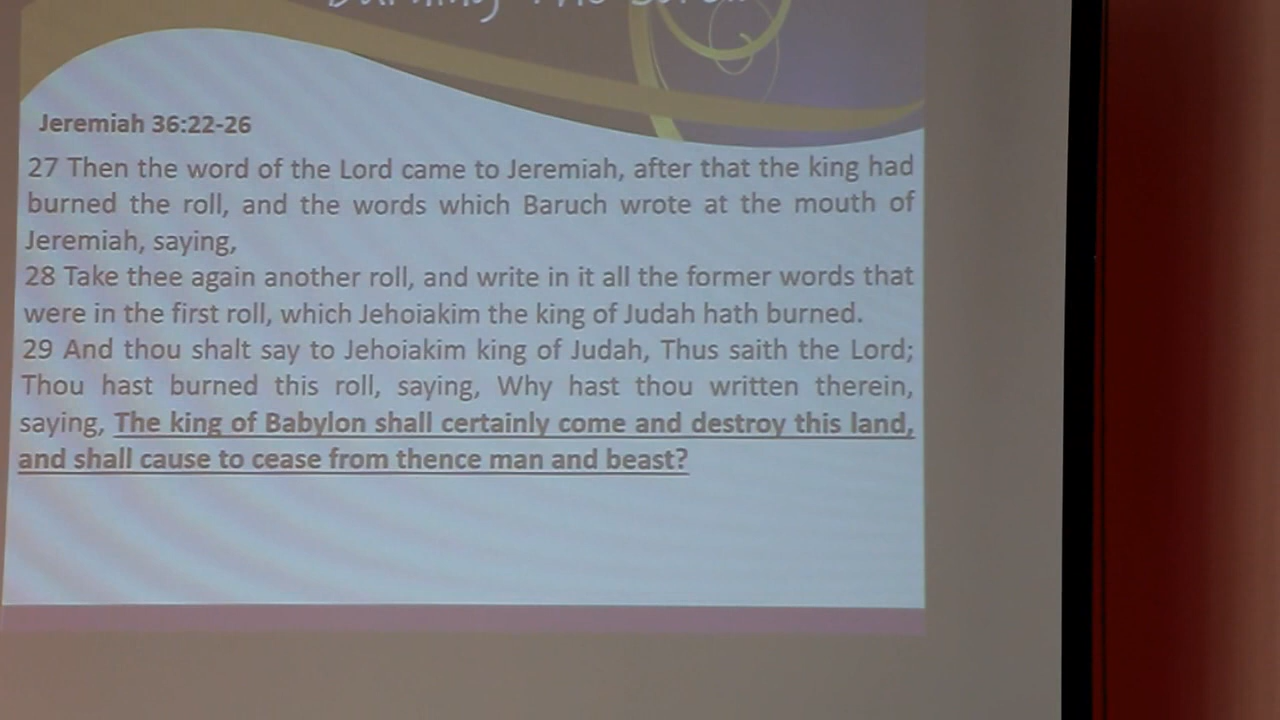 Burning The Scroll
Jeremiah 36:22-26
27 Then the word of the Lord came to Jeremiah, after that the king had
burned the roll, and the words which Baruch wrote at the mouth of
Jeremiah, saying,
28 Take thee again another roll, and write in it all the former words that
were in the first roll, which Jehoiakim the king of Judah hath burned.
29 And thou shalt say to Jehoiakim king of Judah, Thus saith the Lord;
Thou hast burned this roll, saying, Why hast thou written therein,
saying, The king of Babylon shall certainly come and destroy this land,
and shall cause to cease from thence man and beast?